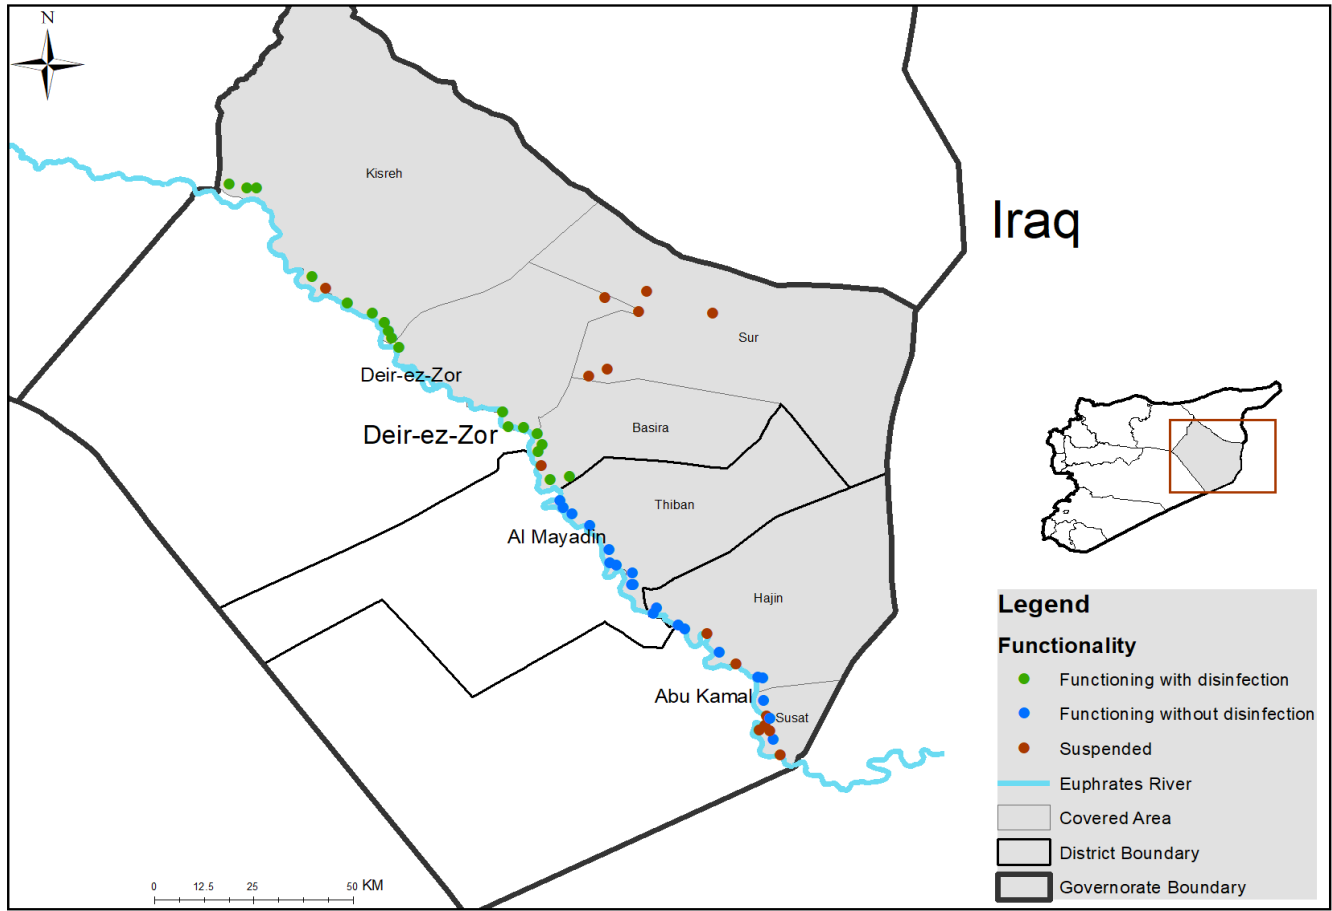 N
Kisreh
Iraq
Sur
Deir-ez-Zor
Deir-ez-Zor
Basira
Thiban
Al Mayadin
Hajin
Abu Kamal
Susat
Legend
Functionality
Functioning with disinfection
Functioning without disinfection
Suspended
Euphrates River
Covered Area
District Boundary
Governorate Boundary
0 12.5 25 50 KM